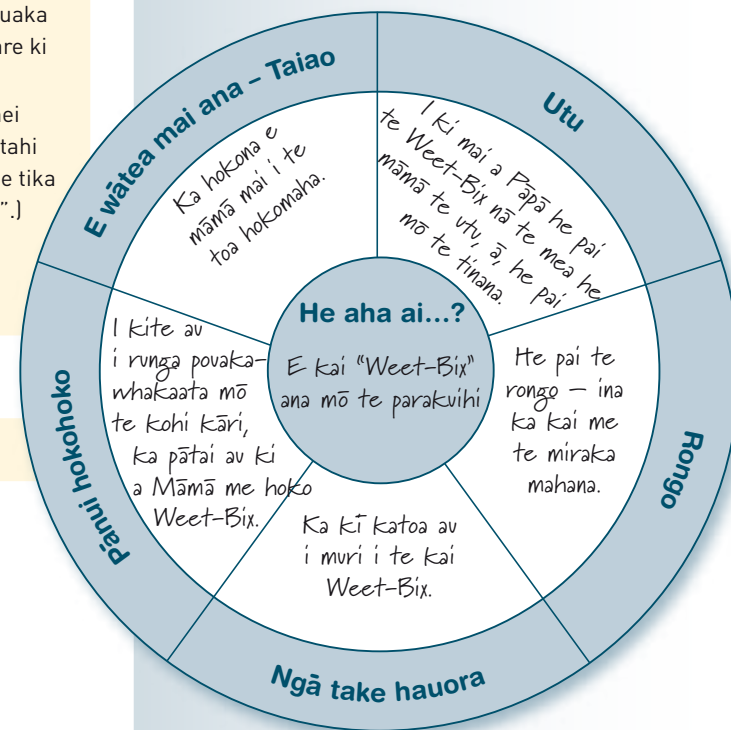 uaka
are ki
ei
tahi
e tika
”.)
E wātea mai ana – Taiao
Ka hokona e
māmā mai i te
toa hokomaha.
Utu
I ki mai a Pāpā he pai
te Weet-Bix nā te mea he
māmā te utu, ā, he pai
mō te tinana.
He aha ai...?
E kai "Weet-Bix"
ana mō te parakuihi
Rongo
He pai te
rongo – ina
ka kai me
te miraka
mahana.
Ngā take hauora
Ka kī katoa au
i muri i te kai
Weet-Bix.
Pānui hokohoko
I kite au
i runga pouaka-
whakaata mō
te kohi kāri,
ka pātai au ki
a Māmā me hoko
Weet-Bix.